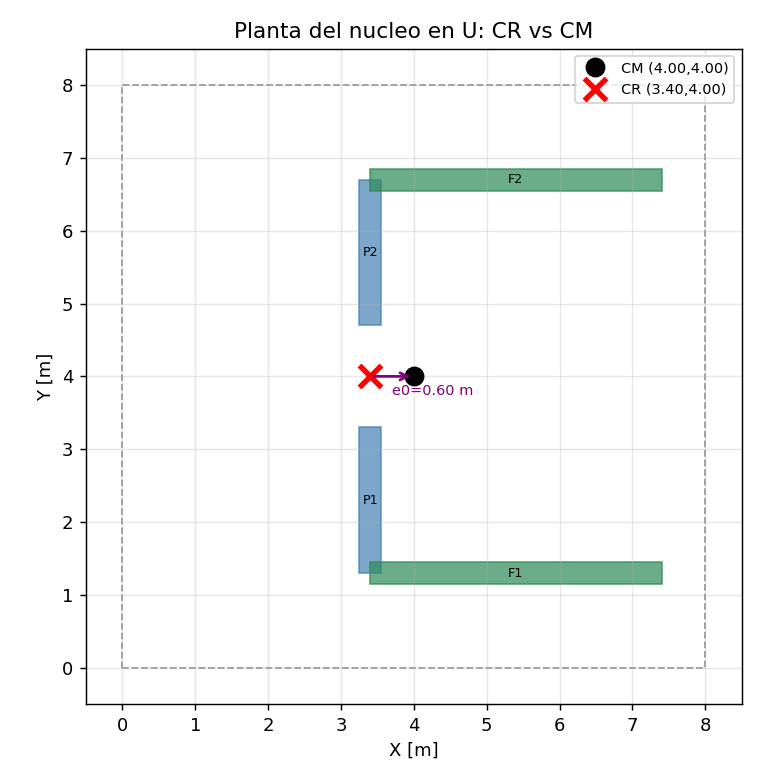 Planta del nucleo en U: CR vs CM
CM (4.00,4.00)
CR (3.40,4.00)
8
7
6
5
4
3
2
1
0
Y [m]
F2
P2
e0=0.60 m
P1
F1
0 1 2 3 4 5 6 7 8
X [m]